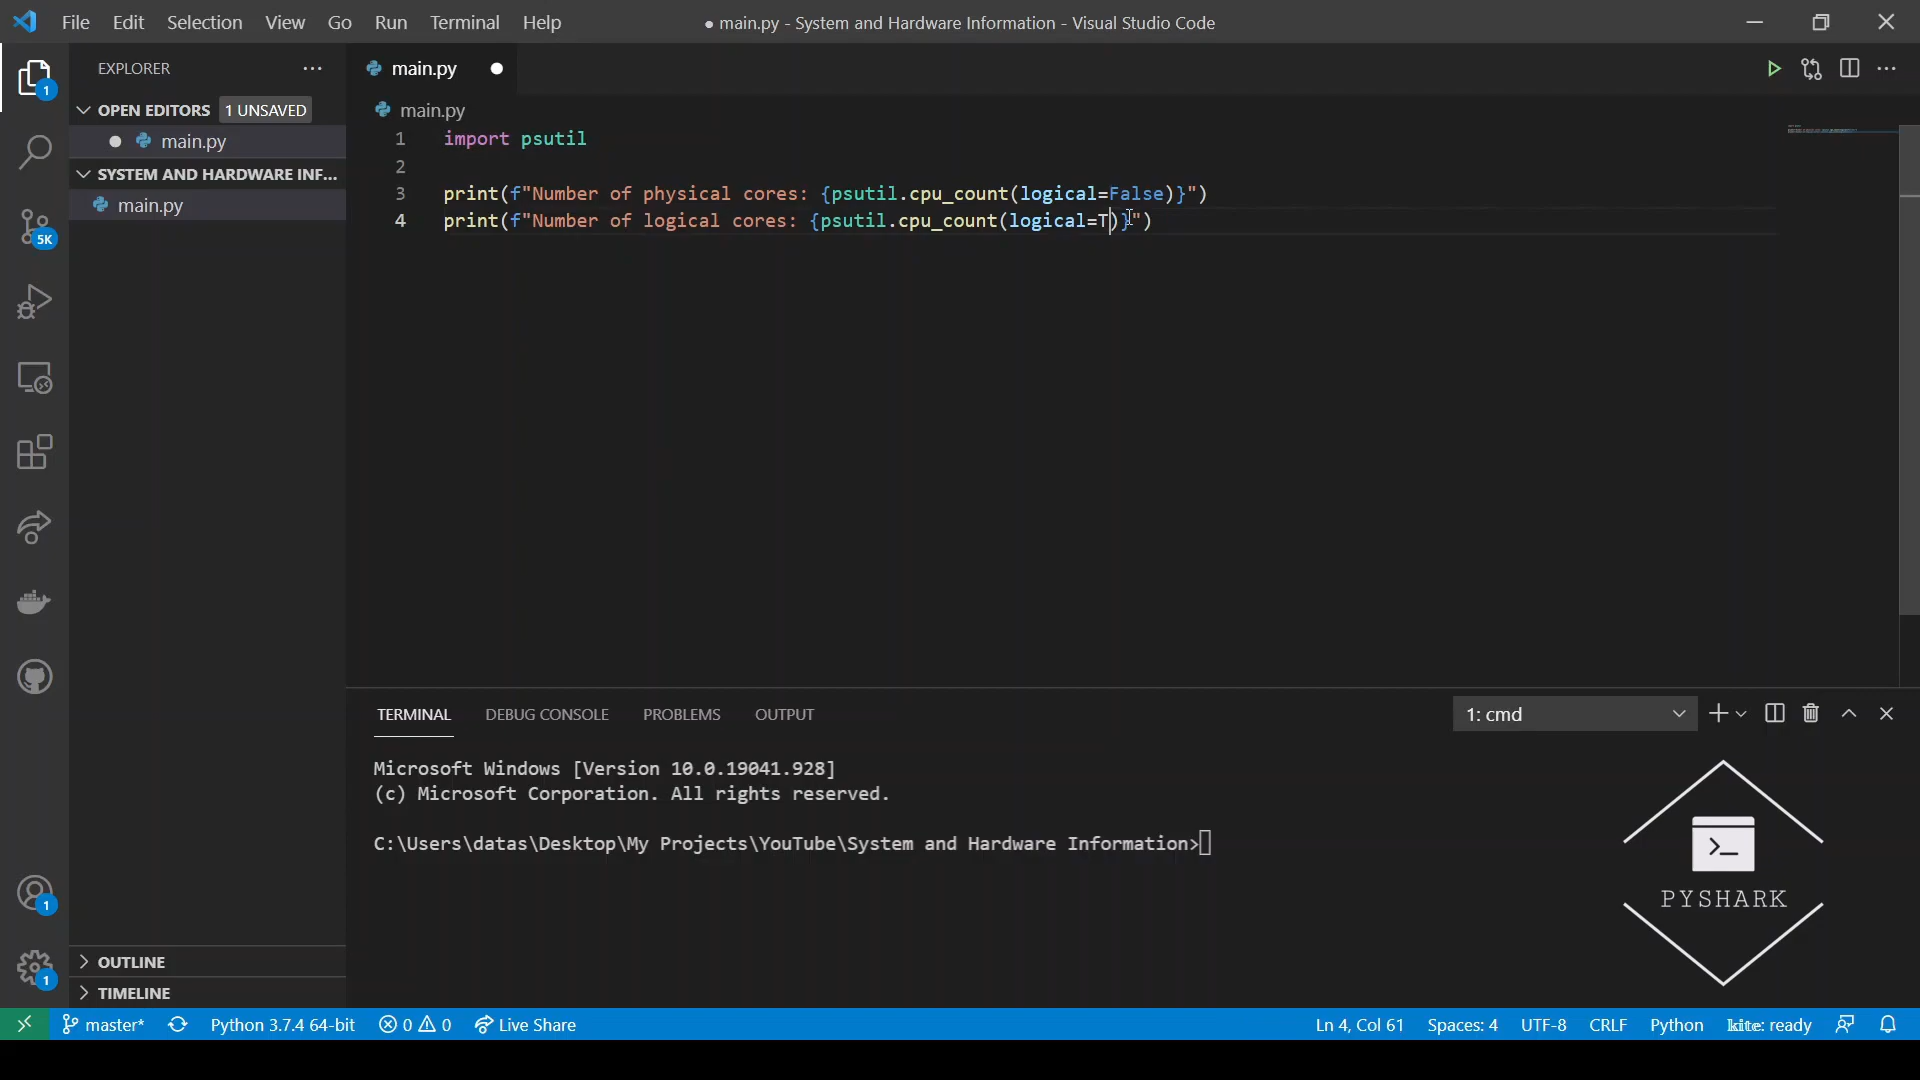 File Edit Selection View Go Run Terminal Help
● main.py - System and Hardware Information - Visual Studio Code
EXPLORER
OPEN EDITORS 1 UNSAVED
main.py
SYSTEM AND HARDWARE INF...
main.py
1
5K
1
1
OUTLINE
TIMELINE
main.py
main.py
1 import psutil
2
3 print(f"Number of physical cores: {psutil.cpu_count(logical=False)}")
4 print(f"Number of logical cores: {psutil.cpu_count(logical=T)}")
TERMINAL DEBUG CONSOLE PROBLEMS OUTPUT
1: cmd
Microsoft Windows [Version 10.0.19041.928]
(c) Microsoft Corporation. All rights reserved.
C:\Users\datas\Desktop\My Projects\YouTube\System and Hardware Information>
PYSHARK
master* Python 3.7.4 64-bit 0 0 Live Share
Ln 4, Col 61 Spaces: 4 UTF-8 CRLF Python kite: ready